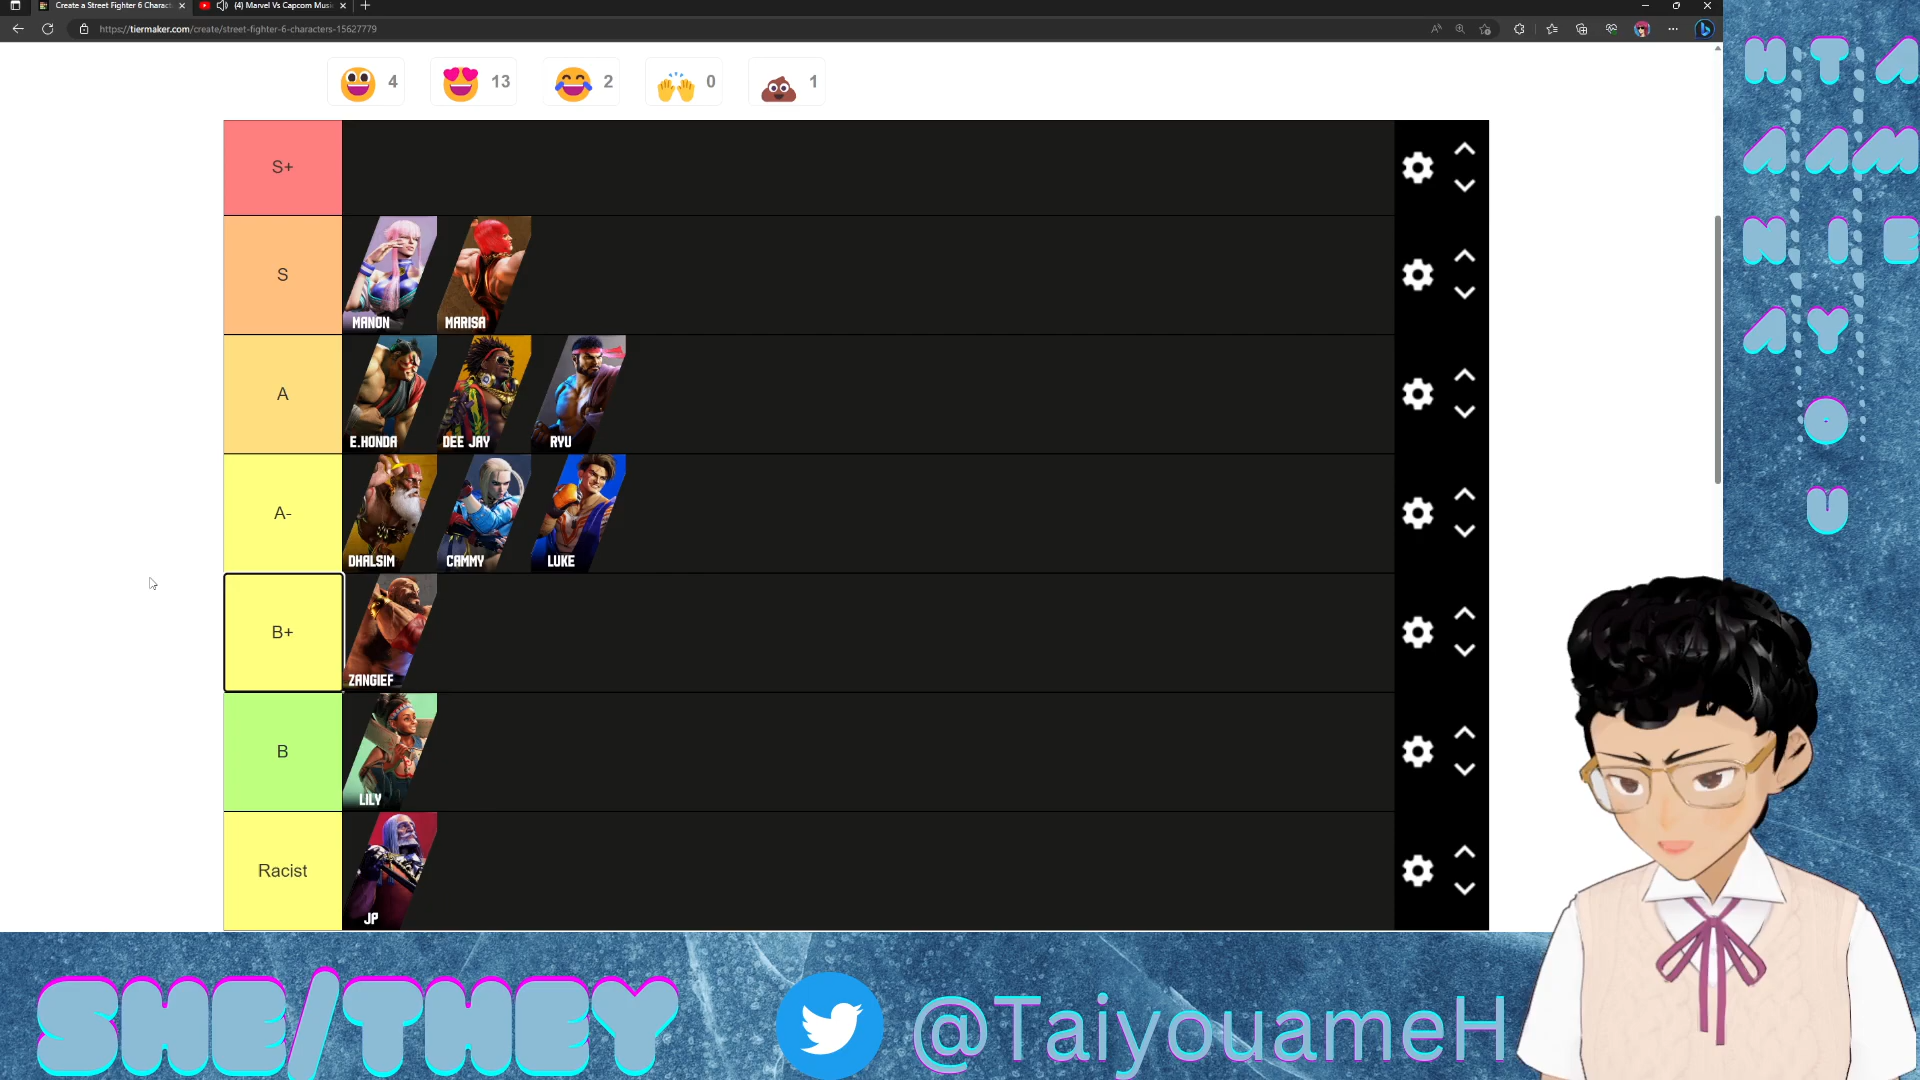 Create a Street Fighter 6 Charact
(4) Marvel Vs Capcom Musi
https://tiermaker.com/create/street-fighter-6-characters-15627779
4
13
2
0
1
S+
S
MANON
MARISA
A
E.HONDA
DEE JAY
RYU
A-
DHALSIM
CAMMY
LUKE
B+
ZANGIEF
B
LILY
Racist
JP
H T A
A A M
N I E
A Y
O
U
SHE/THEY
@TaiyouameH